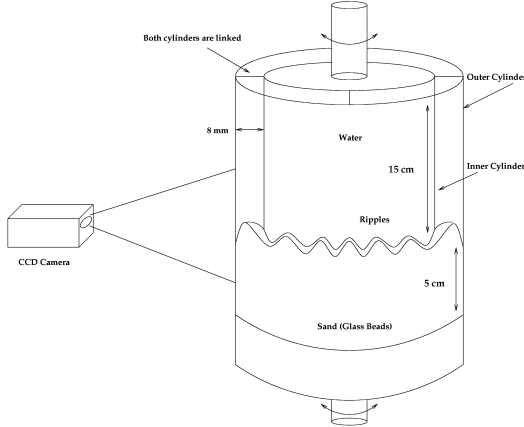 Both cylinders are linked
Outer Cylinder
8 mm
Water
15 cm
Inner Cylinder
Ripples
CCD Camera
5 cm
Sand (Glass Beads)